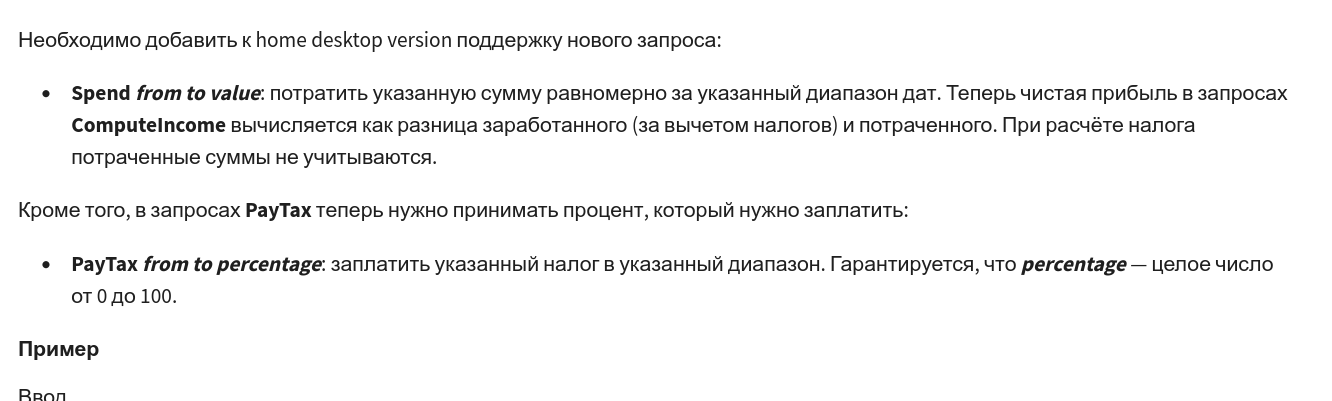 Необходимо добавить к home desktop version поддержку нового запроса:
• Spend from to value: потратить указанную сумму равномерно за указанный диапазон дат. Теперь чистая прибыль в запросах
ComputeIncome вычисляется как разница заработанного (за вычетом налогов) и потраченного. При расчёте налога
потраченные суммы не учитываются.
Кроме того, в запросах PayTax теперь нужно принимать процент, который нужно заплатить:
• PayTax from to percentage: заплатить указанный налог в указанный диапазон. Гарантируется, что percentage — целое число
от 0 до 100.
Пример
Ввод